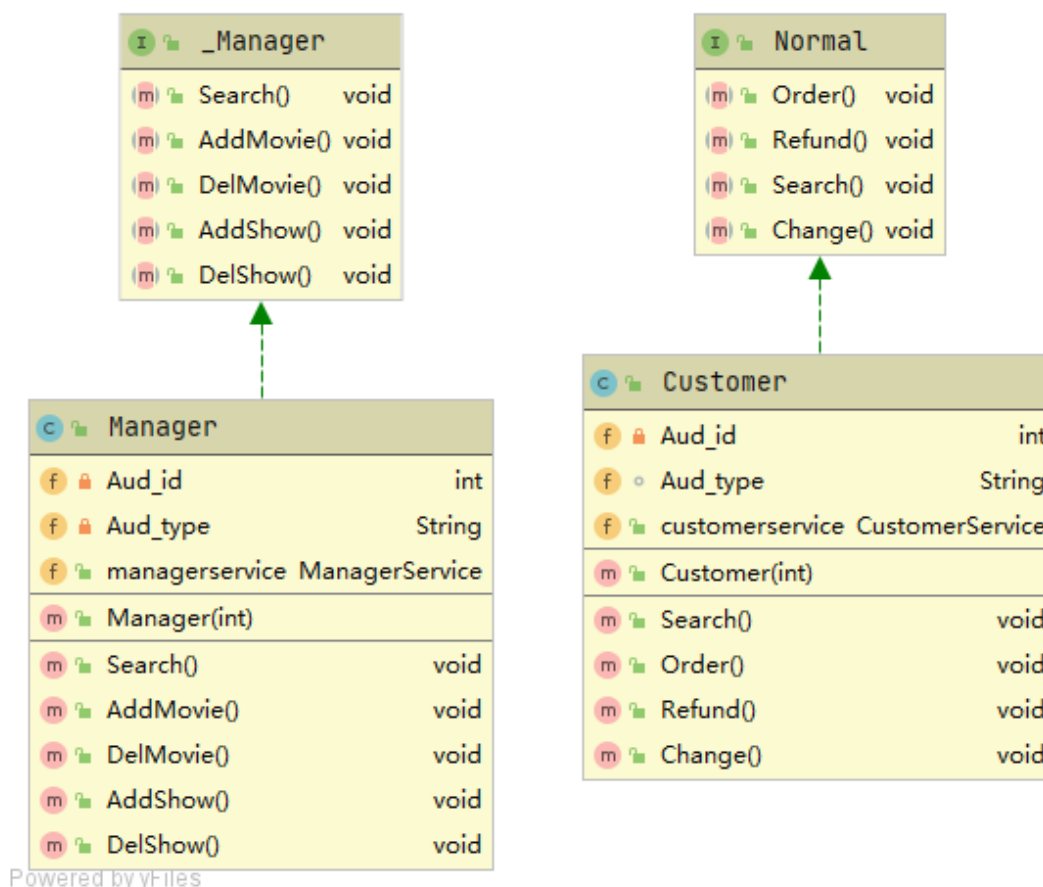 _Manager
Search() void
AddMovie() void
DelMovie() void
AddShow() void
DelShow() void
Normal
Order() void
Refund() void
Search() void
Change() void
Manager
Aud_id int
Aud_type String
managerservice ManagerService
Manager(int)
Search() void
AddMovie() void
DelMovie() void
AddShow() void
DelShow() void
Customer
Aud_id int
Aud_type String
customerservice CustomerService
Customer(int)
Search() void
Order() void
Refund() void
Change() void
Powered by yFiles